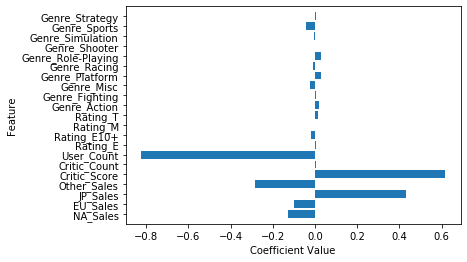 Genre_Strategy
Genre_Sports
Genre_Simulation
Genre_Shooter
Genre_Role-Playing
Genre_Racing
Genre_Platform
Genre_Misc
Genre_Fighting
Genre_Action
Rating_T
Rating_M
Rating_E10+
Rating_E
User_Count
Critic_Count
Critic_Score
Other_Sales
JP_Sales
EU_Sales
NA_Sales
Feature
−0.8 −0.6 −0.4 −0.2 0.0 0.2 0.4 0.6
Coefficient Value